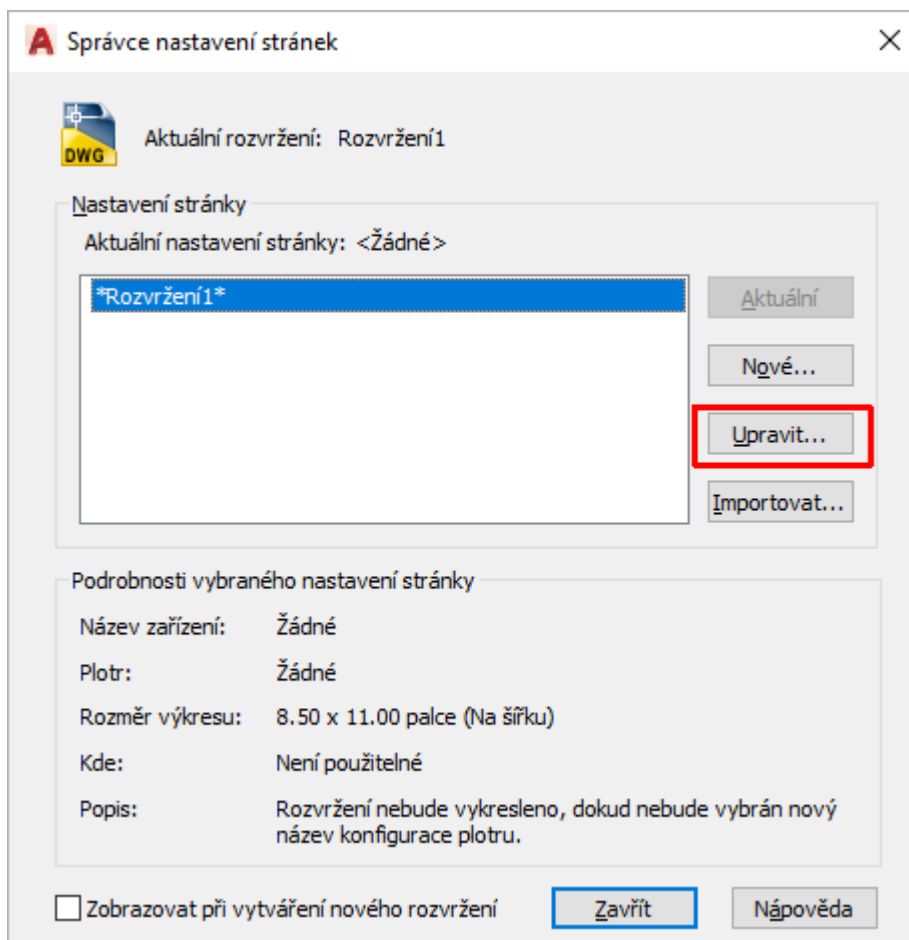 Správce nastavení stránek
DWG
Aktuální rozvržení: Rozvržení1
Nastavení stránky
Aktuální nastavení stránky: <Žádné>
*Rozvržení1*
Aktuální
Nové...
Upravit...
Importovat...
Podrobnosti vybraného nastavení stránky
Název zařízení: Žádné
Plotr: Žádné
Rozměr výkresu: 8.50 x 11.00 palce (Na šířku)
Kde: Není použitelné
Popis: Rozvržení nebude vykresleno, dokud nebude vybrán nový
název konfigurace plotru.
Zobrazovat při vytváření nového rozvržení
Zavřít
Nápověda